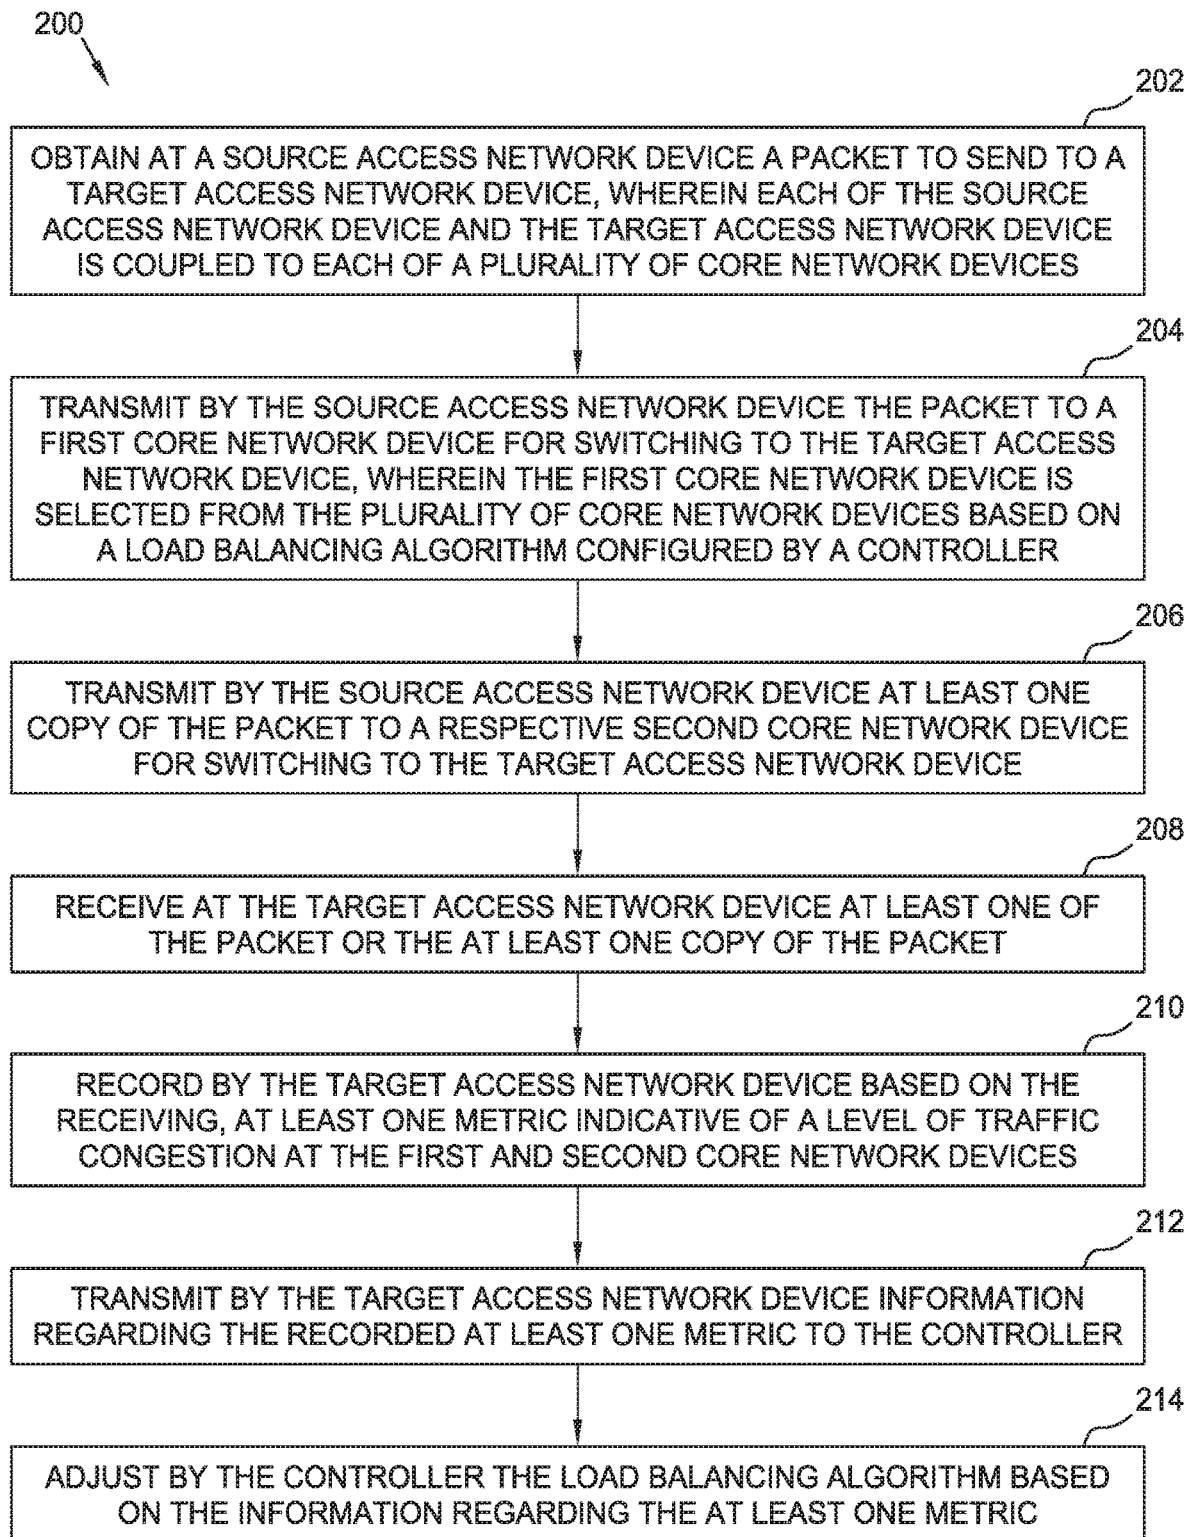 200
202
OBTAIN AT A SOURCE ACCESS NETWORK DEVICE A PACKET TO SEND TO A
TARGET ACCESS NETWORK DEVICE, WHEREIN EACH OF THE SOURCE
ACCESS NETWORK DEVICE AND THE TARGET ACCESS NETWORK DEVICE
IS COUPLED TO EACH OF A PLURALITY OF CORE NETWORK DEVICES
204
TRANSMIT BY THE SOURCE ACCESS NETWORK DEVICE THE PACKET TO A
FIRST CORE NETWORK DEVICE FOR SWITCHING TO THE TARGET ACCESS
NETWORK DEVICE, WHEREIN THE FIRST CORE NETWORK DEVICE IS
SELECTED FROM THE PLURALITY OF CORE NETWORK DEVICES BASED ON
A LOAD BALANCING ALGORITHM CONFIGURED BY A CONTROLLER
206
TRANSMIT BY THE SOURCE ACCESS NETWORK DEVICE AT LEAST ONE
COPY OF THE PACKET TO A RESPECTIVE SECOND CORE NETWORK DEVICE
FOR SWITCHING TO THE TARGET ACCESS NETWORK DEVICE
208
RECEIVE AT THE TARGET ACCESS NETWORK DEVICE AT LEAST ONE OF
THE PACKET OR THE AT LEAST ONE COPY OF THE PACKET
210
RECORD BY THE TARGET ACCESS NETWORK DEVICE BASED ON THE
RECEIVING, AT LEAST ONE METRIC INDICATIVE OF A LEVEL OF TRAFFIC
CONGESTION AT THE FIRST AND SECOND CORE NETWORK DEVICES
212
TRANSMIT BY THE TARGET ACCESS NETWORK DEVICE INFORMATION
REGARDING THE RECORDED AT LEAST ONE METRIC TO THE CONTROLLER
214
ADJUST BY THE CONTROLLER THE LOAD BALANCING ALGORITHM BASED
ON THE INFORMATION REGARDING THE AT LEAST ONE METRIC